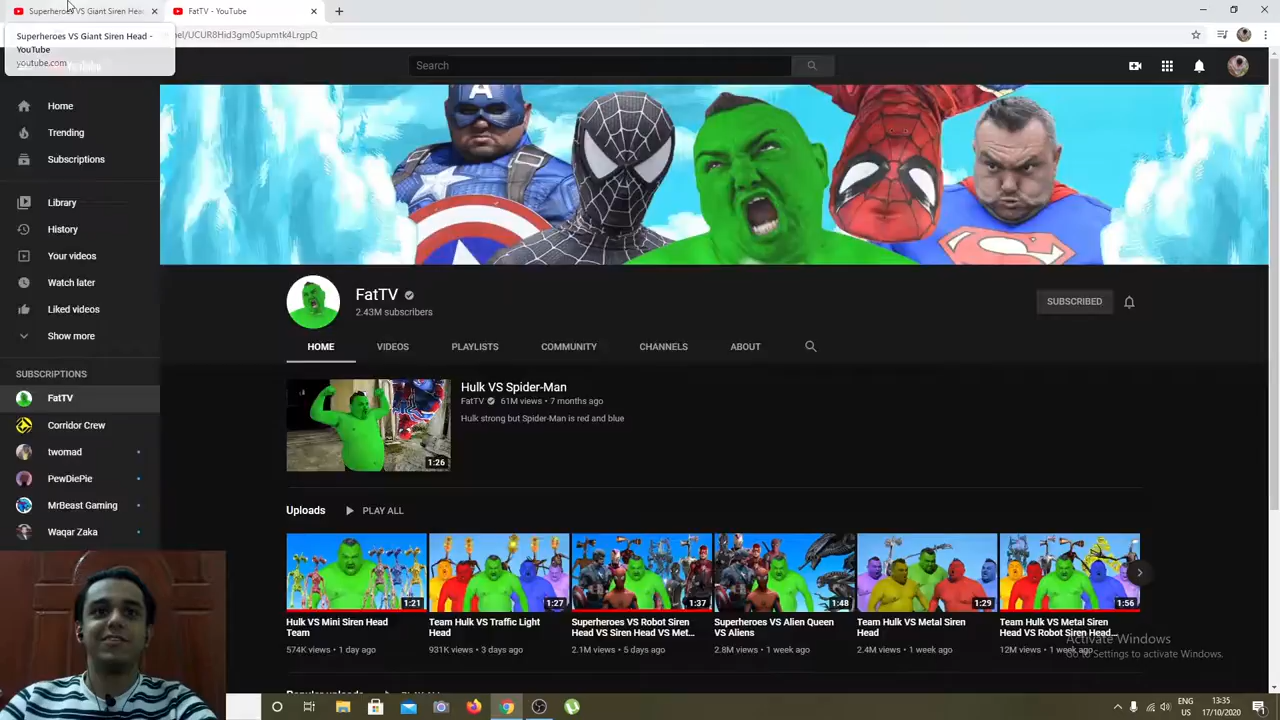 Superheroes VS Giant Siren Hea
FatTV - YouTube
Superheroes VS Giant Siren Head -
YouTube
youtube.com
el/UCUR8Hid3gm05upmtk4LrgpQ
Search
Home
Trending
Subscriptions
Library
History
Your videos
Watch later
Liked videos
Show more
SUBSCRIPTIONS
FatTV
Corridor Crew
twomad
PewDiePie
MrBeast Gaming
Waqar Zaka
FatTV
2.43M subscribers
SUBSCRIBED
HOME VIDEOS PLAYLISTS COMMUNITY CHANNELS ABOUT
Hulk VS Spider-Man
FatTV 61M views • 7 months ago
Hulk strong but Spider-Man is red and blue
1:26
Uploads PLAY ALL
1:21 1:27 1:37 1:48 1:29 1:56
Hulk VS Mini Siren Head
Team
574K views • 1 day ago
Team Hulk VS Traffic Light
Head
931K views • 3 days ago
Superheroes VS Robot Siren
Head VS Siren Head VS Met...
2.1M views • 5 days ago
Superheroes VS Alien Queen
VS Aliens
2.8M views • 1 week ago
Team Hulk VS Metal Siren
Head
2.4M views • 1 week ago
Team Hulk VS Metal Siren
Head VS Robot Siren Head...
12M views • 1 week ago
Activate Windows
Go to Settings to activate Windows.
ENG
US
13:35
17/10/2020